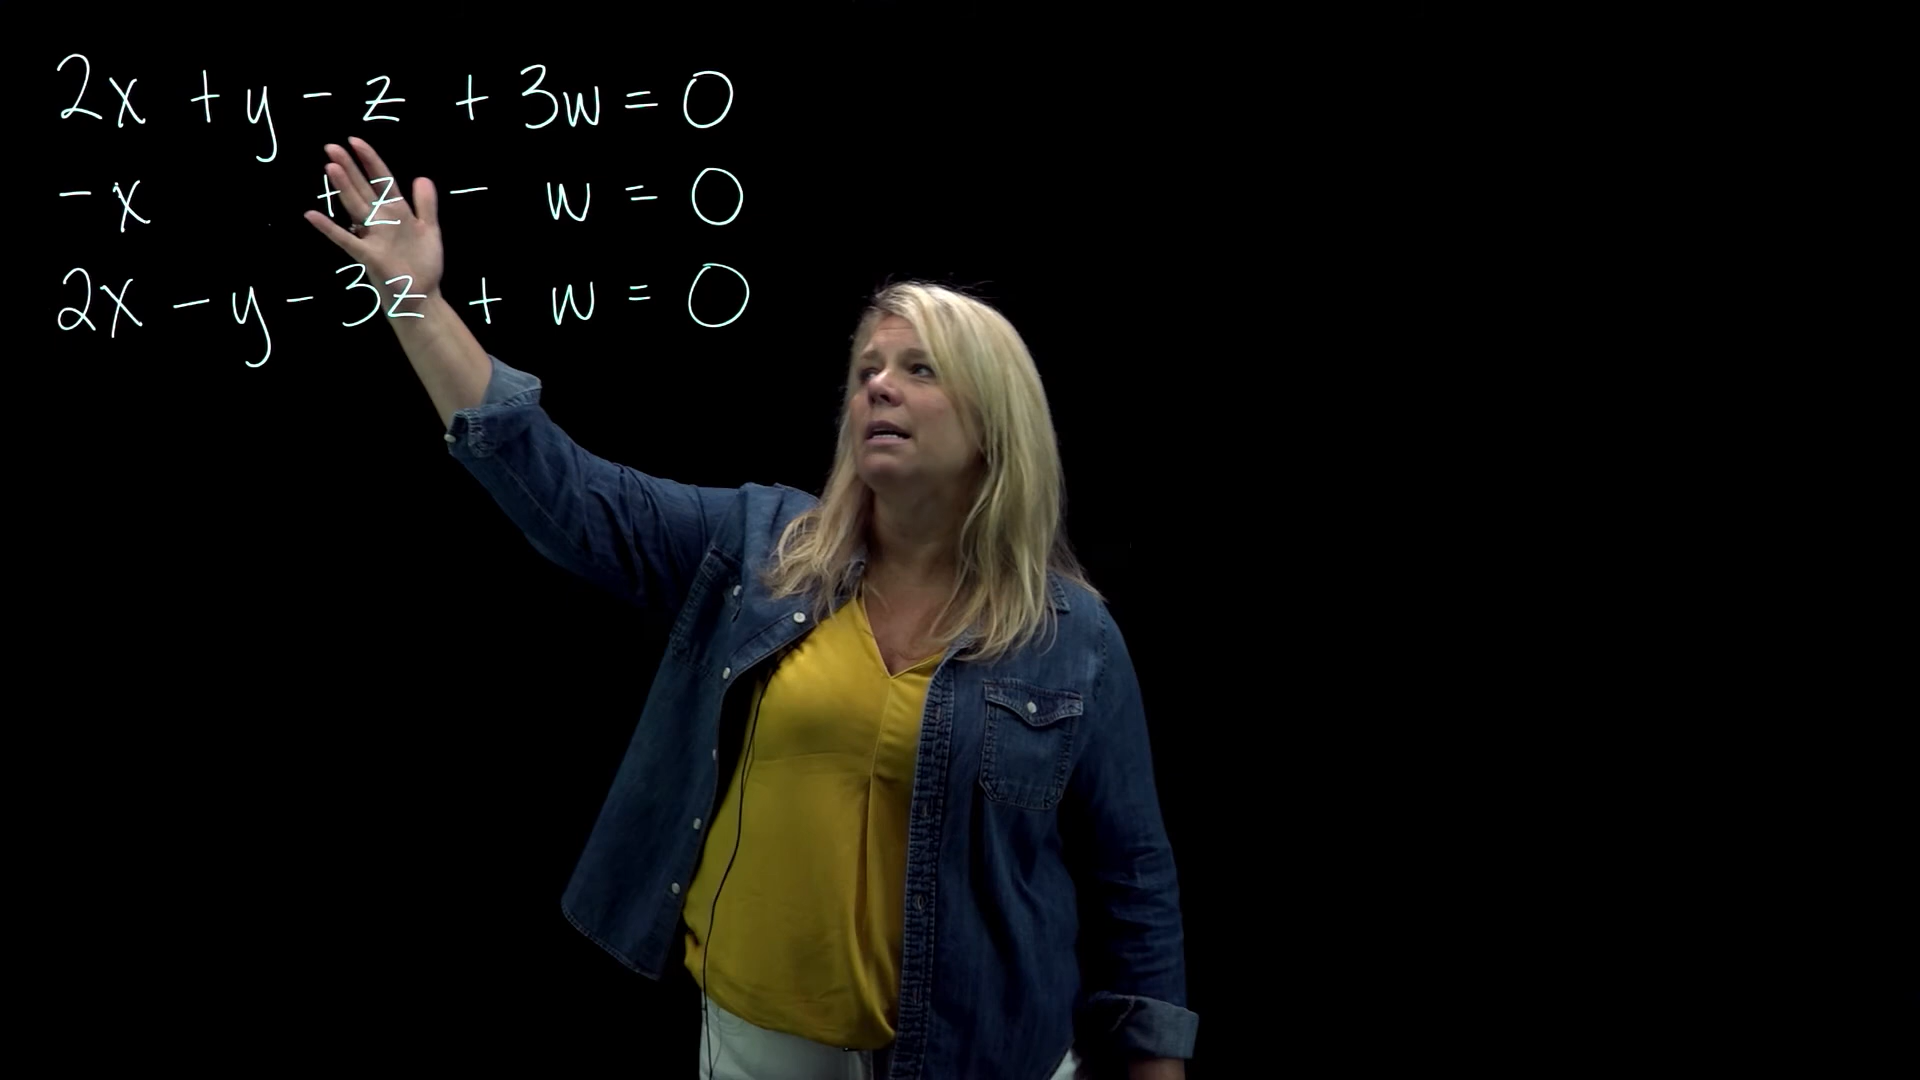 2x + y - z + 3w = 0
- x + z - w = 0
2x - y - 3z + w = 0